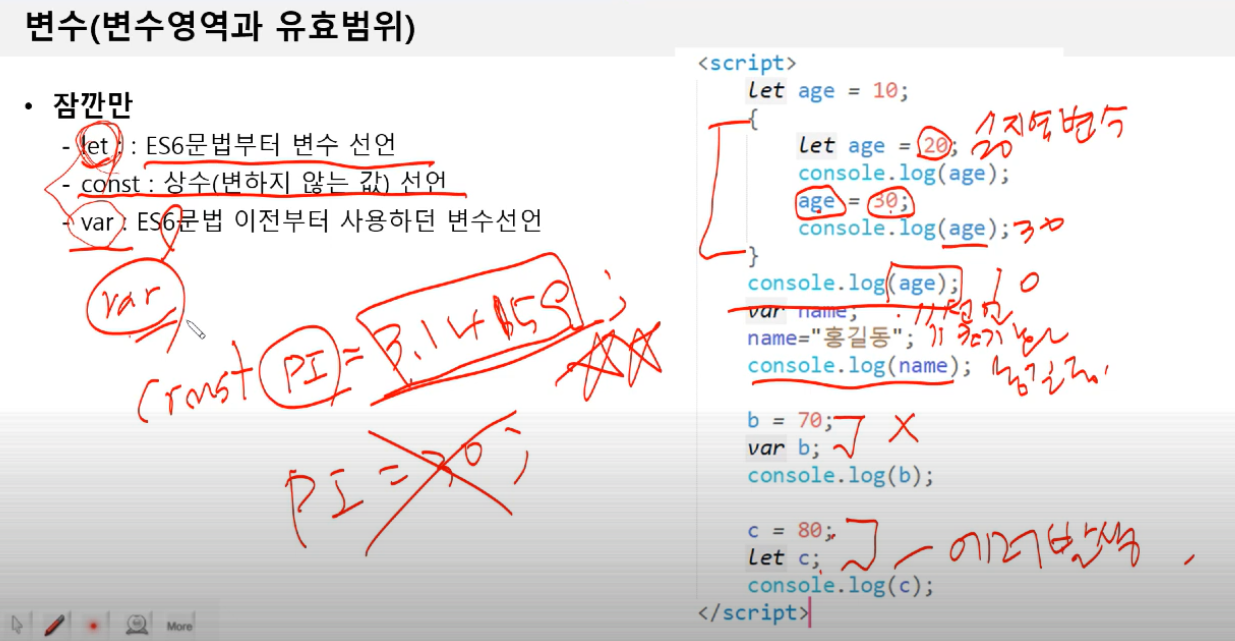 변수(변수영역과 유효범위)
• 잠깐만
- let : : ES6문법부터 변수 선언
- const : 상수(변하지 않는 값) 선언
- var : ES6문법 이전부터 사용하던 변수선언
var
const PI = 3.14159;
PI = 3.0;
<script>
let age = 10;
{
let age = 20; 지역변수
console.log(age);
age = 30;
console.log(age); 30
}
console.log(age); 10
var name;
name="홍길동";
console.log(name); 홍길동
b = 70; X
var b;
console.log(b);
c = 80;
let c; 에러발생
console.log(c);
</script>
More